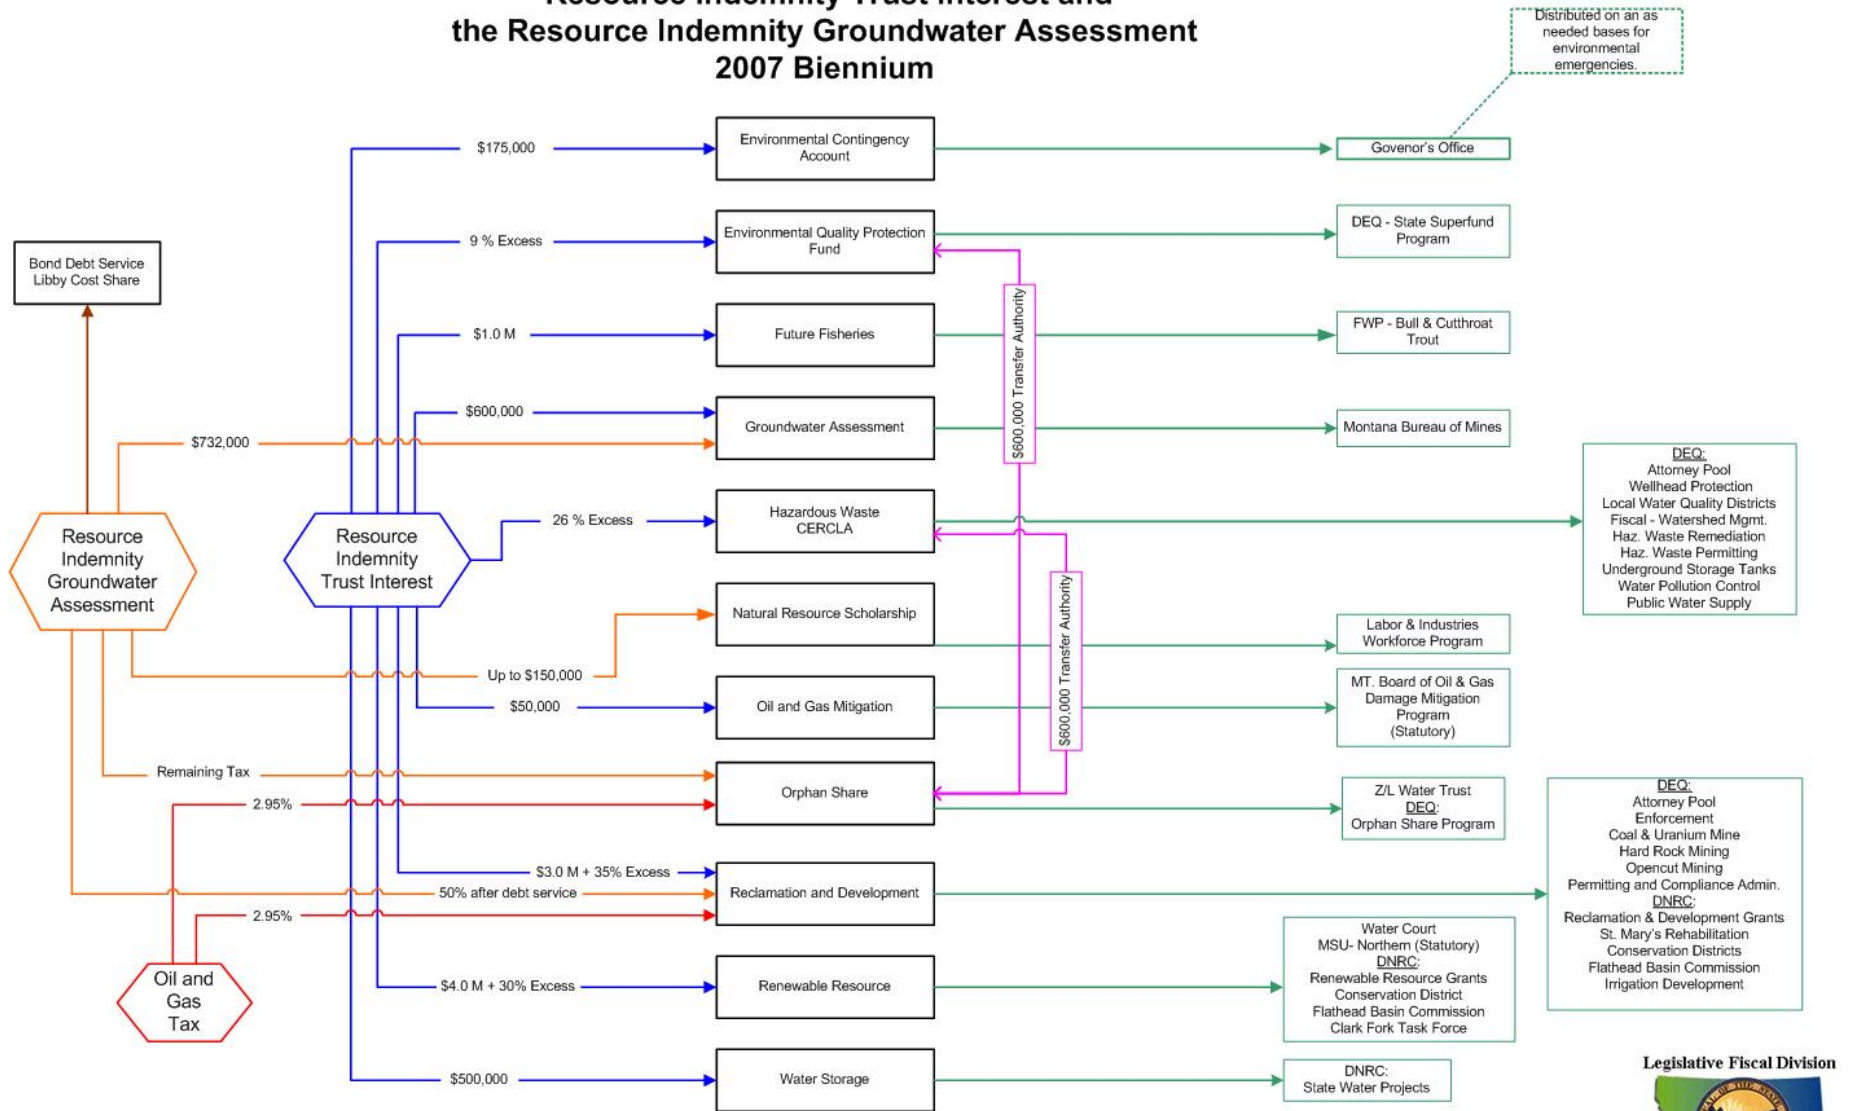 Resource Indemnity Trust Interest and
the Resource Indemnity Groundwater Assessment
2007 Biennium
Distributed on an as
needed bases for
environmental
emergencies.
$175,000
Environmental Contingency
Account
Govenor's Office
9 % Excess
Environmental Quality Protection
Fund
DEQ - State Superfund
Program
Bond Debt Service
Libby Cost Share
$1.0 M
Future Fisheries
FWP - Bull & Cutthroat
Trout
$600,000 Transfer Authority
$600,000
$732,000
Groundwater Assessment
Montana Bureau of Mines
Resource
Indemnity
Groundwater
Assessment
Resource
Indemnity
Trust Interest
26 % Excess
Hazardous Waste
CERCLA
DEQ:
Attorney Pool
Wellhead Protection
Local Water Quality Districts
Fiscal - Watershed Mgmt.
Haz. Waste Remediation
Haz. Waste Permitting
Underground Storage Tanks
Water Pollution Control
Public Water Supply
Up to $150,000
Natural Resource Scholarship
Labor & Industries
Workforce Program
$600,000 Transfer Authority
$50,000
Oil and Gas Mitigation
MT. Board of Oil & Gas
Damage Mitigation
Program
(Statutory)
Remaining Tax
2.95%
Orphan Share
Z/L Water Trust
DEQ:
Orphan Share Program
$3.0 M + 35% Excess
50% after debt service
2.95%
Reclamation and Development
DEQ:
Attorney Pool
Enforcement
Coal & Uranium Mine
Hard Rock Mining
Opencut Mining
Permitting and Compliance Admin.
DNRC:
Reclamation & Development Grants
St. Mary's Rehabilitation
Conservation Districts
Flathead Basin Commission
Irrigation Development
Oil and
Gas
Tax
$4.0 M + 30% Excess
Renewable Resource
Water Court
MSU- Northern (Statutory)
DNRC:
Renewable Resource Grants
Conservation District
Flathead Basin Commission
Clark Fork Task Force
$500,000
Water Storage
DNRC:
State Water Projects
Legislative Fiscal Division